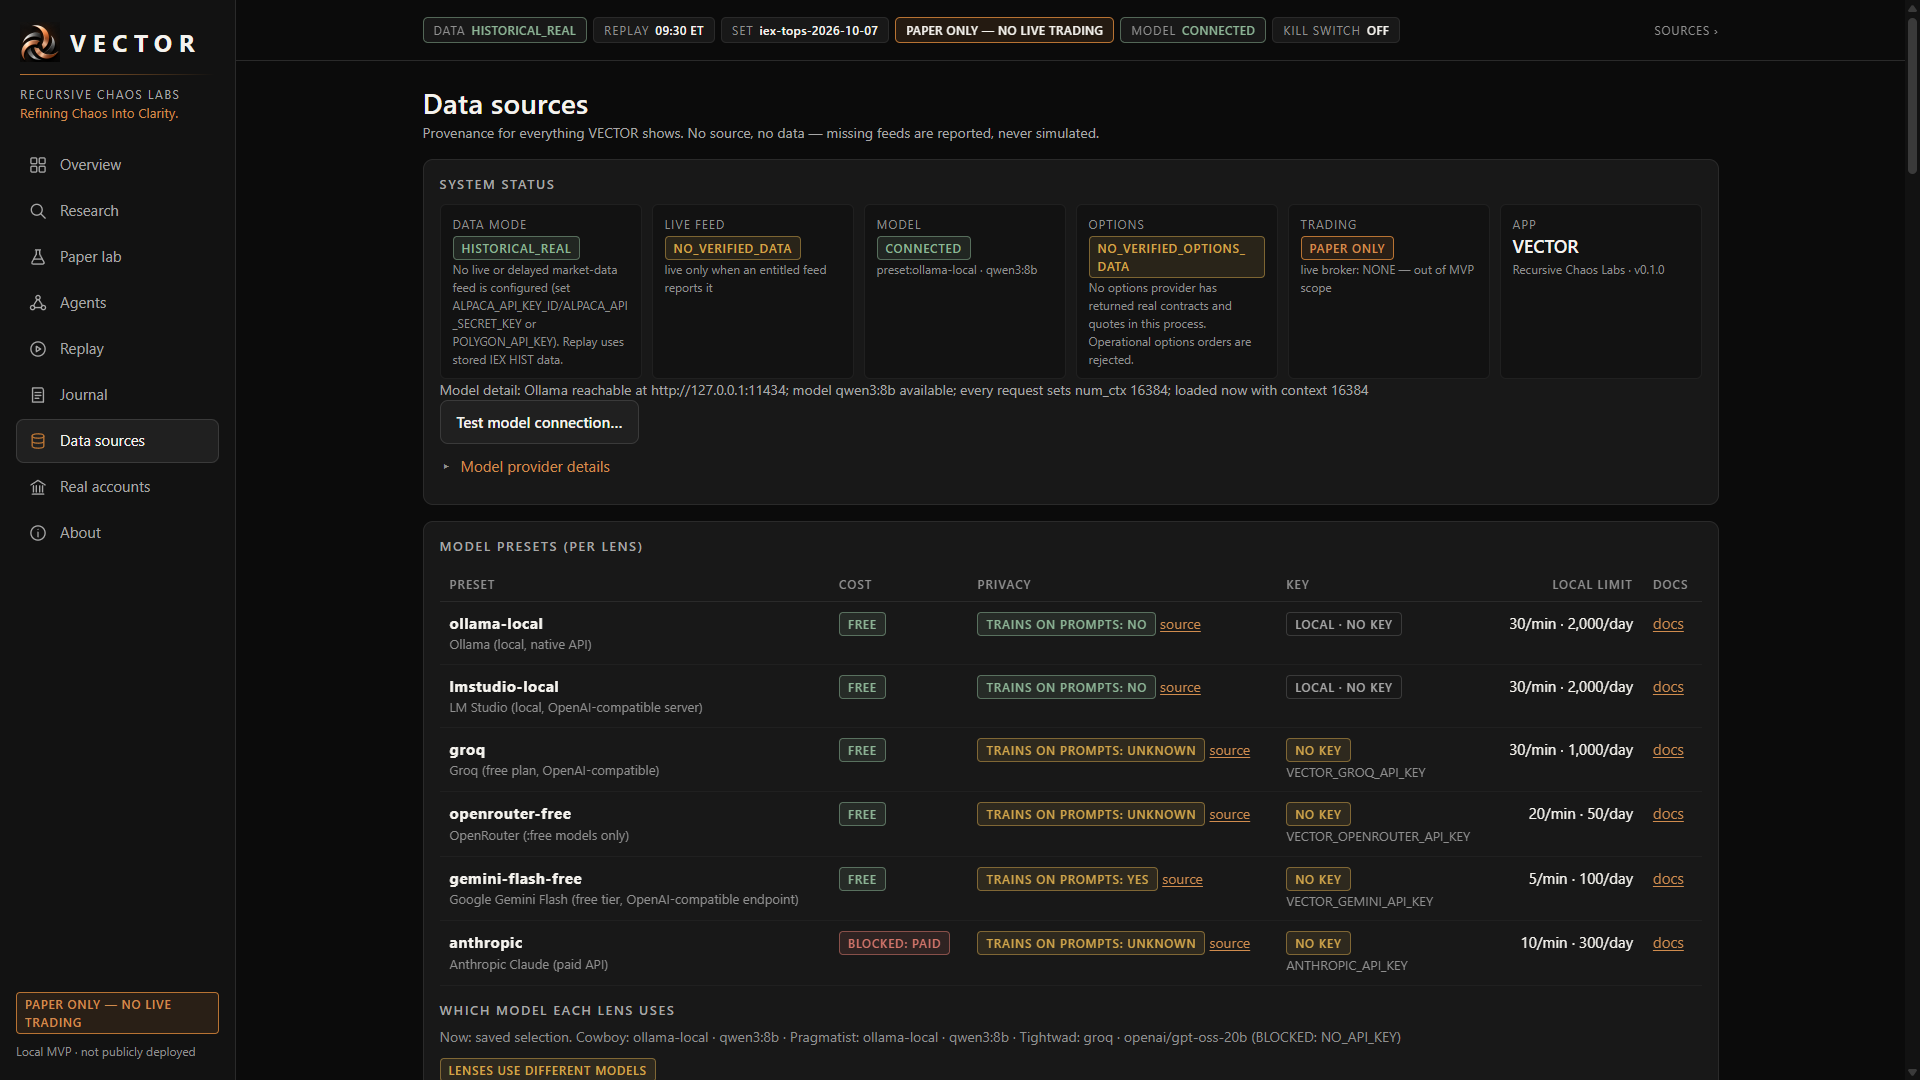 VECTOR
RECURSIVE CHAOS LABS
Refining Chaos Into Clarity.
Overview
Research
Paper lab
Agents
Replay
Journal
Data sources
Real accounts
About
PAPER ONLY — NO LIVE
TRADING
Local MVP · not publicly deployed
DATA HISTORICAL_REAL
REPLAY 09:30 ET
SET iex-tops-2026-10-07
PAPER ONLY — NO LIVE TRADING
MODEL CONNECTED
KILL SWITCH OFF
SOURCES ›
Data sources
Provenance for everything VECTOR shows. No source, no data — missing feeds are reported, never simulated.
SYSTEM STATUS
DATA MODE
HISTORICAL_REAL
No live or delayed market-data
feed is configured (set
ALPACA_API_KEY_ID/ALPACA_API
_SECRET_KEY or
POLYGON_API_KEY). Replay uses
stored IEX HIST data.
LIVE FEED
NO_VERIFIED_DATA
live only when an entitled feed
reports it
MODEL
CONNECTED
preset:ollama-local · qwen3:8b
OPTIONS
NO_VERIFIED_OPTIONS_
DATA
No options provider has
returned real contracts and
quotes in this process.
Operational options orders are
rejected.
TRADING
PAPER ONLY
live broker: NONE — out of MVP
scope
APP
VECTOR
Recursive Chaos Labs · v0.1.0
Model detail: Ollama reachable at http://127.0.0.1:11434; model qwen3:8b available; every request sets num_ctx 16384; loaded now with context 16384
Test model connection...
Model provider details
MODEL PRESETS (PER LENS)
PRESET COST PRIVACY KEY LOCAL LIMIT DOCS
ollama-local FREE TRAINS ON PROMPTS: NO source LOCAL · NO KEY 30/min · 2,000/day docs
Ollama (local, native API)
lmstudio-local FREE TRAINS ON PROMPTS: NO source LOCAL · NO KEY 30/min · 2,000/day docs
LM Studio (local, OpenAI-compatible server)
groq FREE TRAINS ON PROMPTS: UNKNOWN source NO KEY 30/min · 1,000/day docs
Groq (free plan, OpenAI-compatible) VECTOR_GROQ_API_KEY
openrouter-free FREE TRAINS ON PROMPTS: UNKNOWN source NO KEY 20/min · 50/day docs
OpenRouter (:free models only) VECTOR_OPENROUTER_API_KEY
gemini-flash-free FREE TRAINS ON PROMPTS: YES source NO KEY 5/min · 100/day docs
Google Gemini Flash (free tier, OpenAI-compatible endpoint) VECTOR_GEMINI_API_KEY
anthropic BLOCKED: PAID TRAINS ON PROMPTS: UNKNOWN source NO KEY 10/min · 300/day docs
Anthropic Claude (paid API) ANTHROPIC_API_KEY
WHICH MODEL EACH LENS USES
Now: saved selection. Cowboy: ollama-local · qwen3:8b · Pragmatist: ollama-local · qwen3:8b · Tightwad: groq · openai/gpt-oss-20b (BLOCKED: NO_API_KEY)
LENSES USE DIFFERENT MODELS